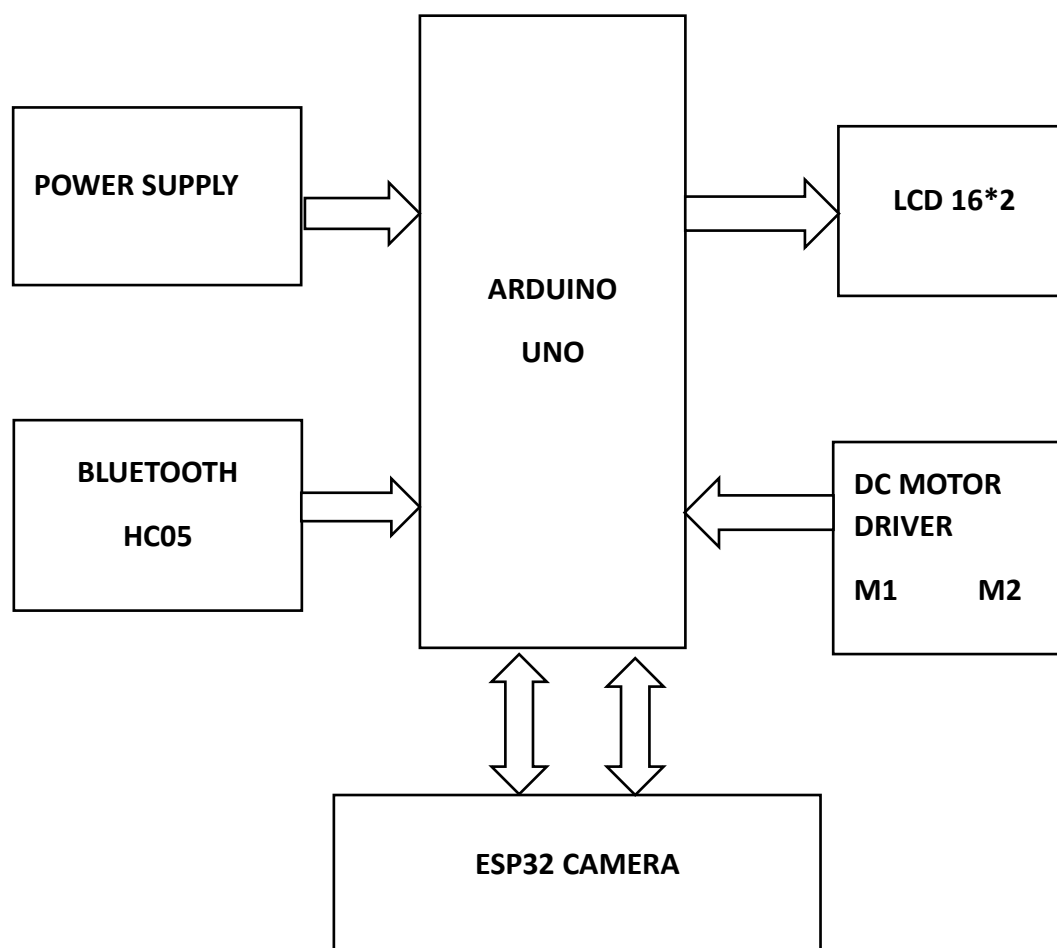 POWER SUPPLY
LCD 16*2
ARDUINO
UNO
BLUETOOTH
HC05
DC MOTOR
DRIVER
M1 M2
ESP32 CAMERA